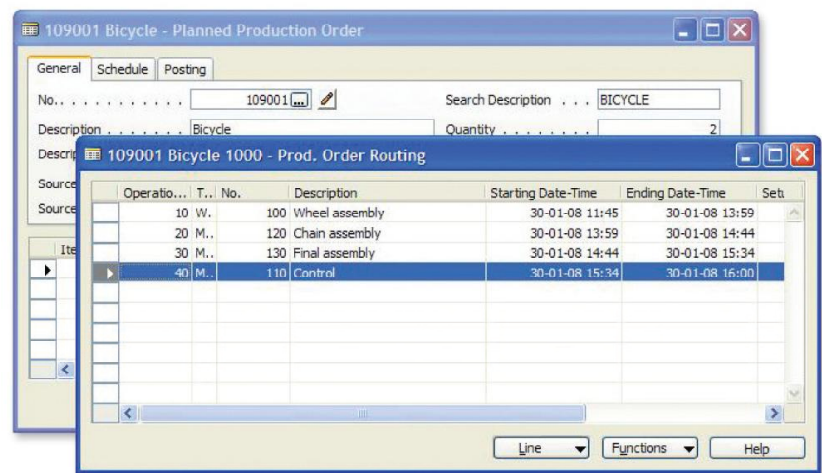 109001 Bicycle - Planned Production Order
General Schedule Posting
No.. . . . . . . . . . . . 109001 ... Search Description . . . BICYCLE
Description . . . . . . . Bicycle Quantity . . . . . . . . 2
Descrip
Source
Source
Ite
109001 Bicycle 1000 - Prod. Order Routing
Operatio... T.. No. Description Starting Date-Time Ending Date-Time Setu
10 W. 100 Wheel assembly 30-01-08 11:45 30-01-08 13:59
20 M.. 120 Chain assembly 30-01-08 13:59 30-01-08 14:44
30 M.. 130 Final assembly 30-01-08 14:44 30-01-08 15:34
40 M.. 110 Control 30-01-08 15:34 30-01-08 16:00
Line Functions Help